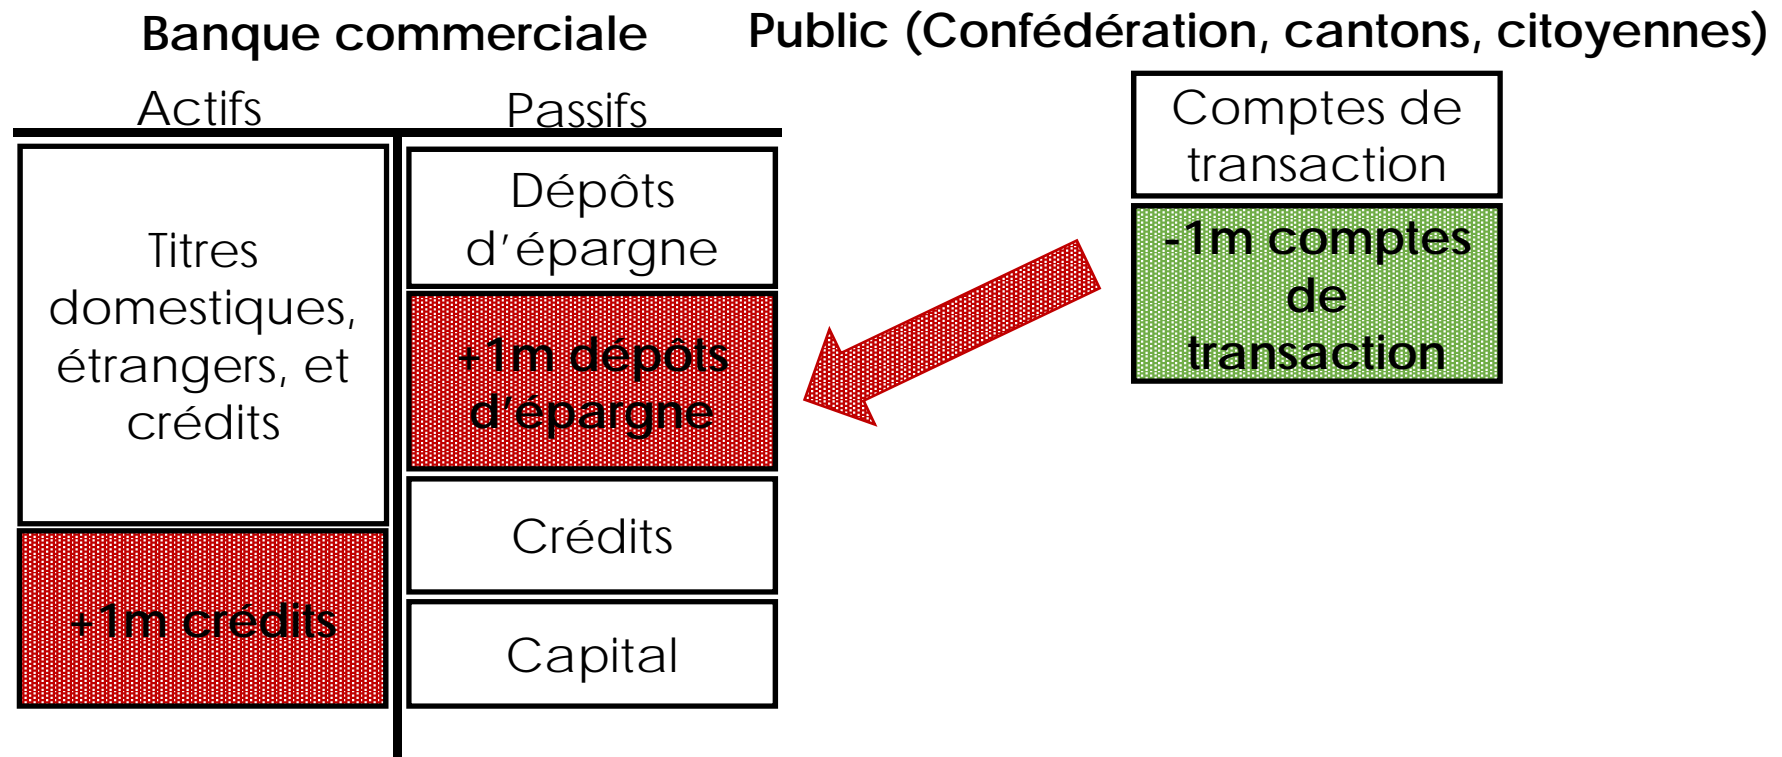 Banque commerciale
Public (Confédération, cantons, citoyennes)
Actifs
Passifs
Titres
domestiques,
étrangers, et
crédits
+1m crédits
Dépôts
d’épargne
+1m dépôts
d’épargne
Crédits
Capital
Comptes de
transaction
-1m comptes
de
transaction